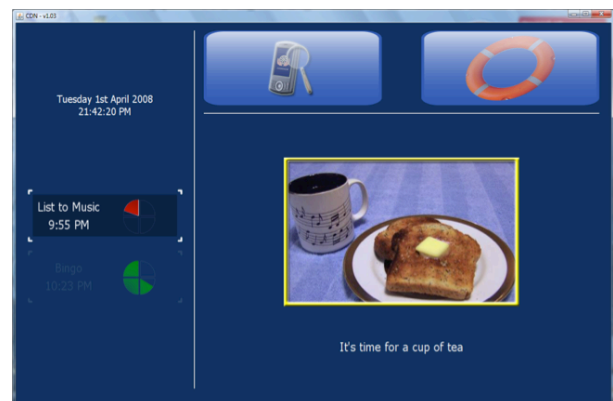 CDN - v1.03
Tuesday 1st April 2008
21:42:20 PM
List to Music
9:55 PM
Bingo
10:23 PM
It's time for a cup of tea